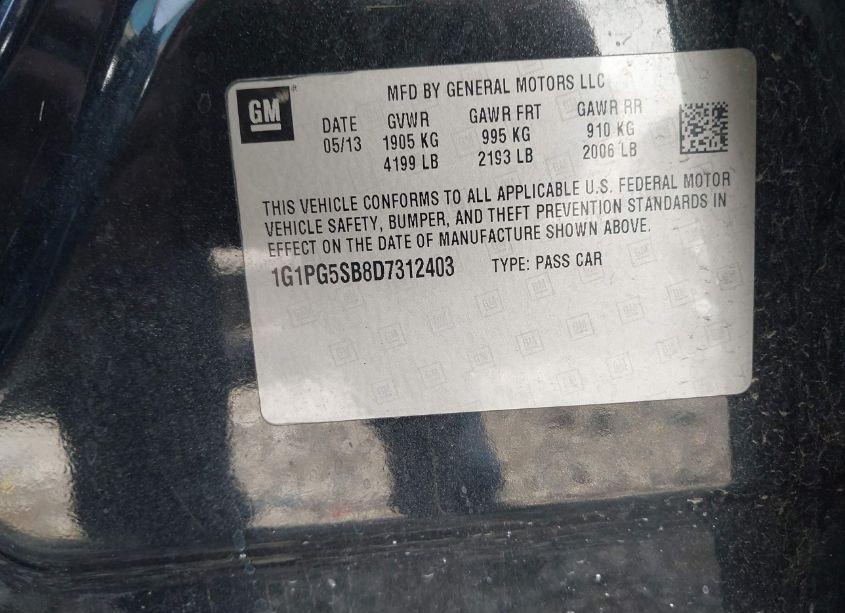 MFD BY GENERAL MOTORS LLC
GM
DATE GVWR GAWR FRT GAWR RR
05/13 1905 KG 995 KG 910 KG
4199 LB 2193 LB 2006 LB
THIS VEHICLE CONFORMS TO ALL APPLICABLE U.S. FEDERAL MOTOR
VEHICLE SAFETY, BUMPER, AND THEFT PREVENTION STANDARDS IN
EFFECT ON THE DATE OF MANUFACTURE SHOWN ABOVE.
1G1PG5SB8D7312403 TYPE: PASS CAR